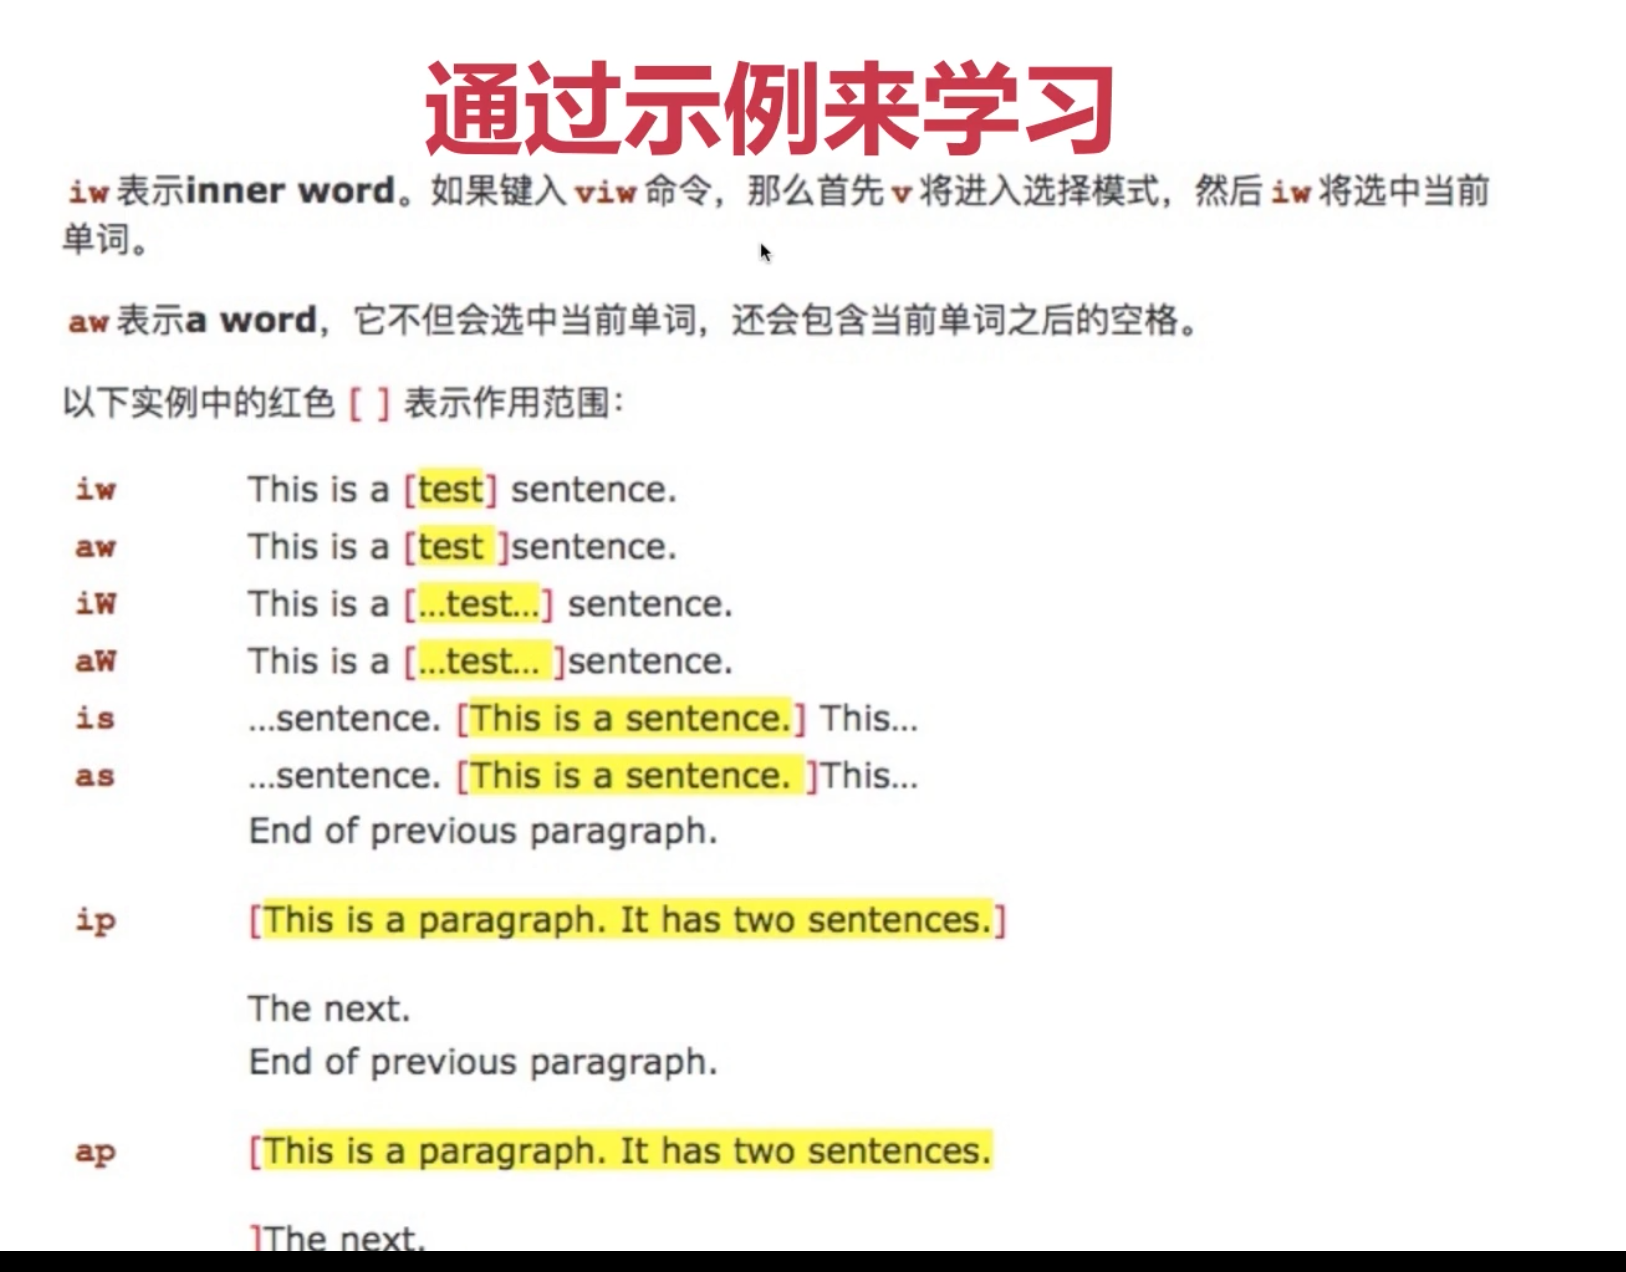 通过示例来学习
iw 表示inner word。如果键入 viw 命令，那么首先 v 将进入选择模式，然后 iw 将选中当前
单词。
aw 表示a word，它不但会选中当前单词，还会包含当前单词之后的空格。
以下实例中的红色 [ ] 表示作用范围：
iw This is a [test] sentence.
aw This is a [test ]sentence.
iW This is a [...test...] sentence.
aW This is a [...test... ]sentence.
is ...sentence. [This is a sentence.] This...
as ...sentence. [This is a sentence. ]This...
End of previous paragraph.
ip [This is a paragraph. It has two sentences.]
The next.
End of previous paragraph.
ap [This is a paragraph. It has two sentences.
]The next.